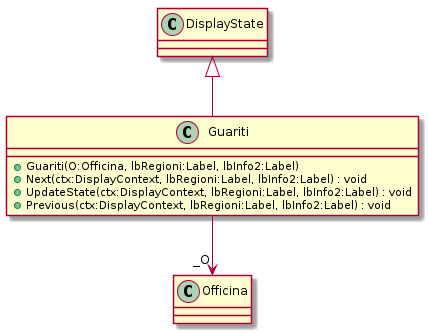 C DisplayState
C Guariti
Guariti(O:Officina, lbRegioni:Label, lbInfo2:Label)
Next(ctx:DisplayContext, lbRegioni:Label, lbInfo2:Label) : void
UpdateState(ctx:DisplayContext, lbRegioni:Label, lbInfo2:Label) : void
Previous(ctx:DisplayContext, lbRegioni:Label, lbInfo2:Label) : void
_O
C Officina